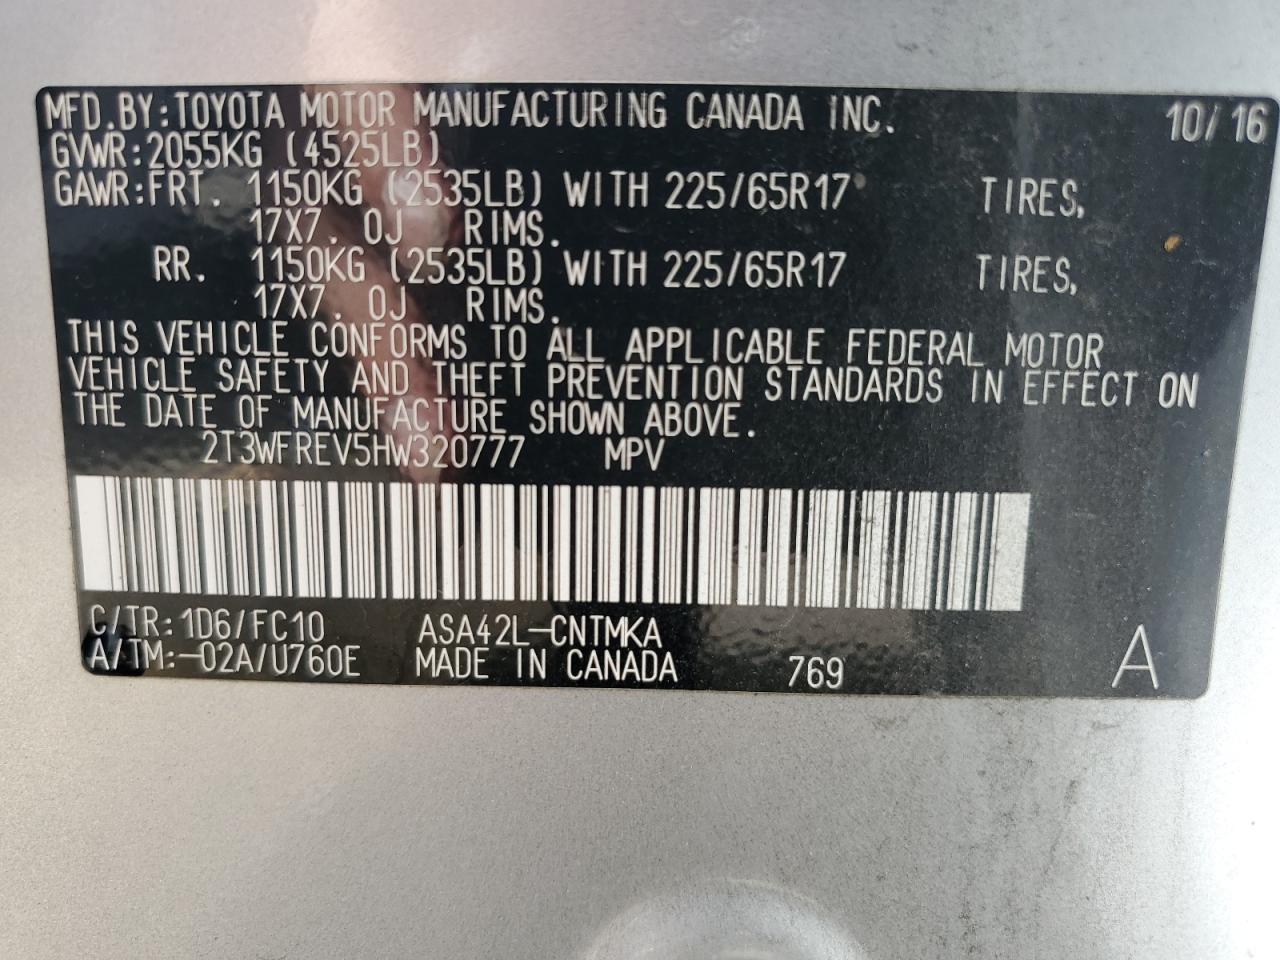 MFD.BY:TOYOTA MOTOR MANUFACTURING CANADA INC. 10/16
GVWR:2055KG (4525LB)
GAWR:FRT. 1150KG (2535LB) WITH 225/65R17 TIRES,
17X7.0J RIMS.
RR. 1150KG (2535LB) WITH 225/65R17 TIRES,
17X7.0J RIMS.
THIS VEHICLE CONFORMS TO ALL APPLICABLE FEDERAL MOTOR
VEHICLE SAFETY AND THEFT PREVENTION STANDARDS IN EFFECT ON
THE DATE OF MANUFACTURE SHOWN ABOVE.
2T3WFREV5HW320777 MPV
C/TR:1D6/FC10 ASA42L-CNTMKA
A/TM:-02A/U760E MADE IN CANADA 769 A